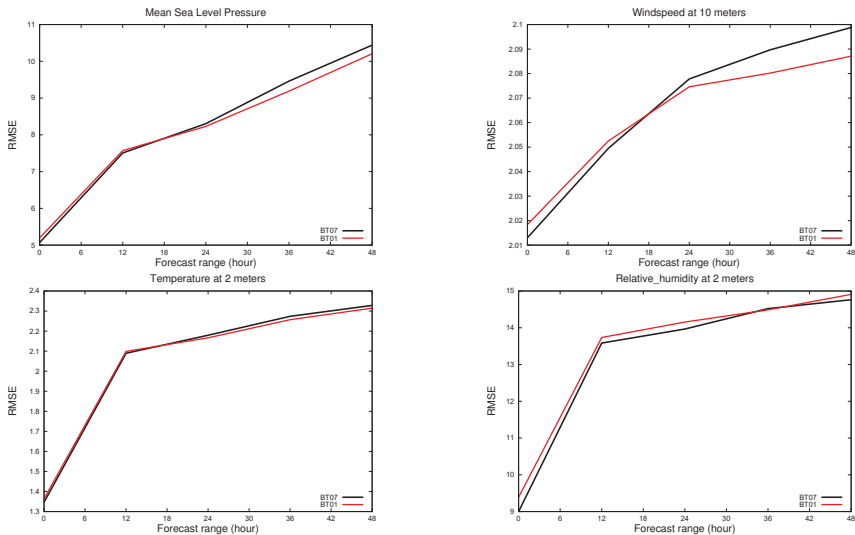 Mean Sea Level Pressure
11
10
9
8
7
6
5
RMSE
0 6 12 18 24 30 36 42 48
Forecast range (hour)
BT07
BT01
Windspeed at 10 meters
2.1
2.09
2.08
2.07
2.06
2.05
2.04
2.03
2.02
2.01
RMSE
0 6 12 18 24 30 36 42 48
Forecast range (hour)
BT07
BT01
Temperature at 2 meters
2.4
2.3
2.2
2.1
2
1.9
1.8
1.7
1.6
1.5
1.4
1.3
RMSE
0 6 12 18 24 30 36 42 48
Forecast range (hour)
BT07
BT01
Relative_humidity at 2 meters
15
14
13
12
11
10
9
RMSE
0 6 12 18 24 30 36 42 48
Forecast range (hour)
BT07
BT01